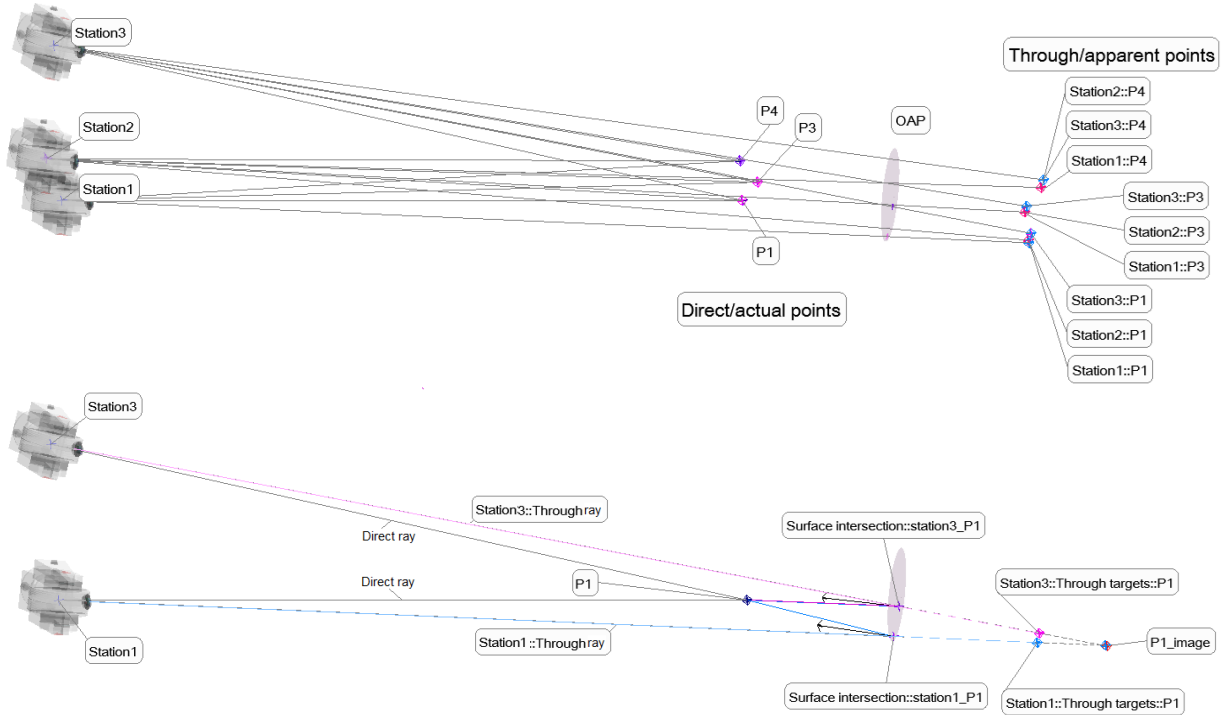 Station3
Through/apparent points
Station2::P4
P4
Station2
P3
OAP
Station3::P4
Station1::P4
Station1
Station3::P3
Station2::P3
P1
Station1::P3
Direct/actual points
Station3::P1
Station2::P1
Station1::P1
Station3
Station3::Through ray
Surface intersection::station3_P1
Direct ray
Direct ray
P1
Station3::Through targets::P1
Station1::Through ray
P1_image
Station1
Surface intersection::station1_P1
Station1::Through targets::P1